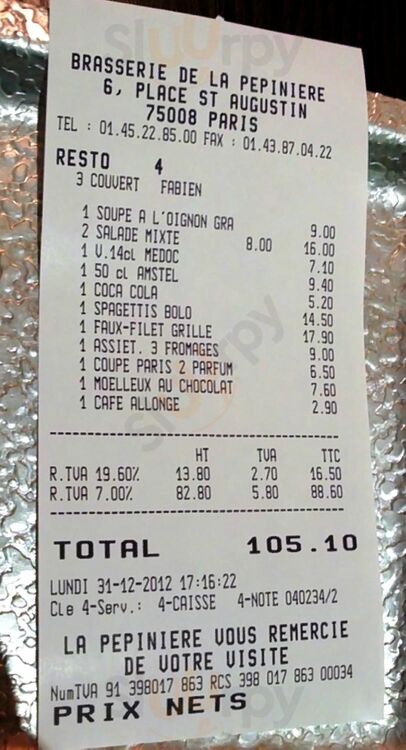 BRASSERIE DE LA PEPINIERE
6, PLACE ST AUGUSTIN
75008 PARIS
TEL : 01.45.22.85.00 FAX : 01.43.87.04.22
RESTO 4
3 COUVERT FABIEN
1 SOUPE A L'OIGNON GRA 9.00
2 SALADE MIXTE 8.00 16.00
1 V.14cl MEDOC 7.10
1 50 cl AMSTEL 9.40
1 COCA COLA 5.20
1 SPAGETTIS BOLO 14.50
1 FAUX-FILET GRILLE 17.90
1 ASSIET. 3 FROMAGES 9.00
1 COUPE PARIS 2 PARFUM 6.50
1 MOELLEUX AU CHOCOLAT 7.60
1 CAFE ALLONGE 2.90
HT TVA TTC
R.TVA 19.60% 13.80 2.70 16.50
R.TVA 7.00% 82.80 5.80 88.60
TOTAL 105.10
LUNDI 31-12-2012 17:16:22
Cle 4-Serv.: 4-CAISSE 4-NOTE 040234/2
LA PEPINIERE VOUS REMERCIE
DE VOTRE VISITE
NumTVA 91 398017 863 RCS 398 017 863 00034
PRIX NETS
sluurpy
sluurpy
sluurpy